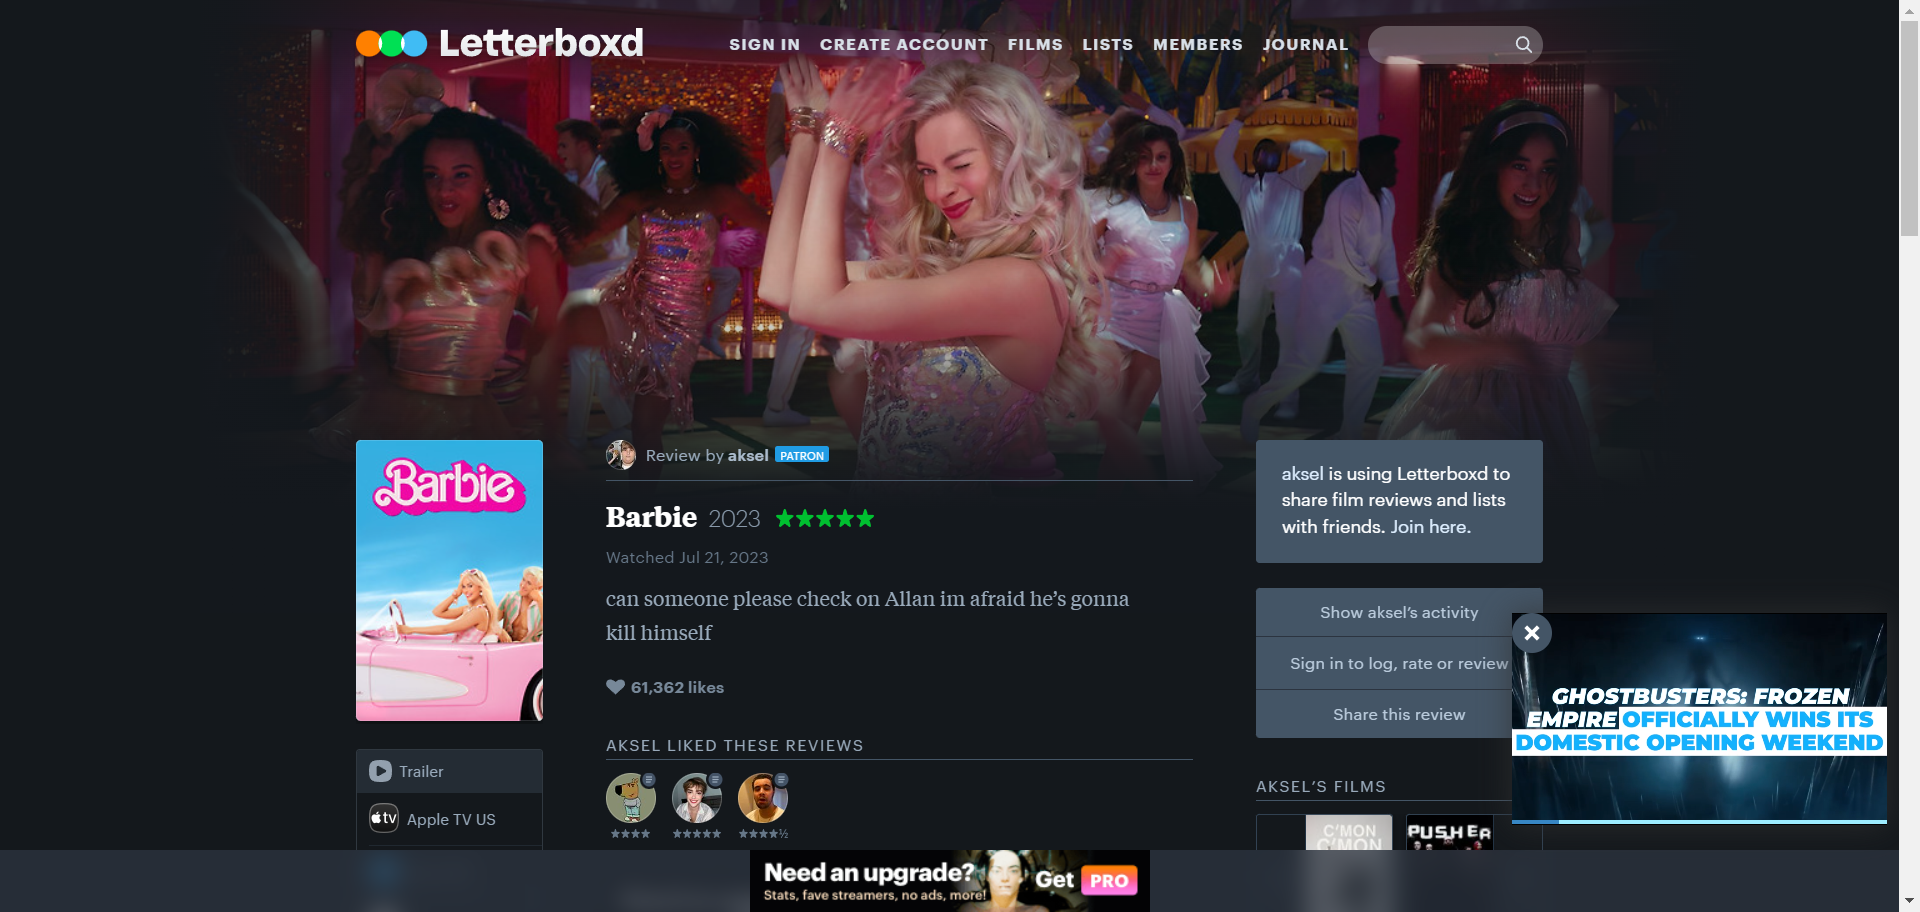 Letterboxd
SIGN IN CREATE ACCOUNT FILMS LISTS MEMBERS JOURNAL
Barbie
Review by aksel PATRON
Barbie 2023 ★★★★★
Watched Jul 21, 2023
can someone please check on Allan im afraid he's gonna
kill himself
61,362 likes
AKSEL LIKED THESE REVIEWS
★★★★ ★★★★★ ★★★★½
Trailer
tv Apple TV US
aksel is using Letterboxd to
share film reviews and lists
with friends. Join here.
Show aksel's activity
Sign in to log, rate or review
Share this review
AKSEL'S FILMS
C'MON
C'MON
PUSHER
GHOSTBUSTERS: FROZEN
EMPIRE OFFICIALLY WINS ITS
DOMESTIC OPENING WEEKEND
Need an upgrade?
Stats, fave streamers, no ads, more!
Get PRO